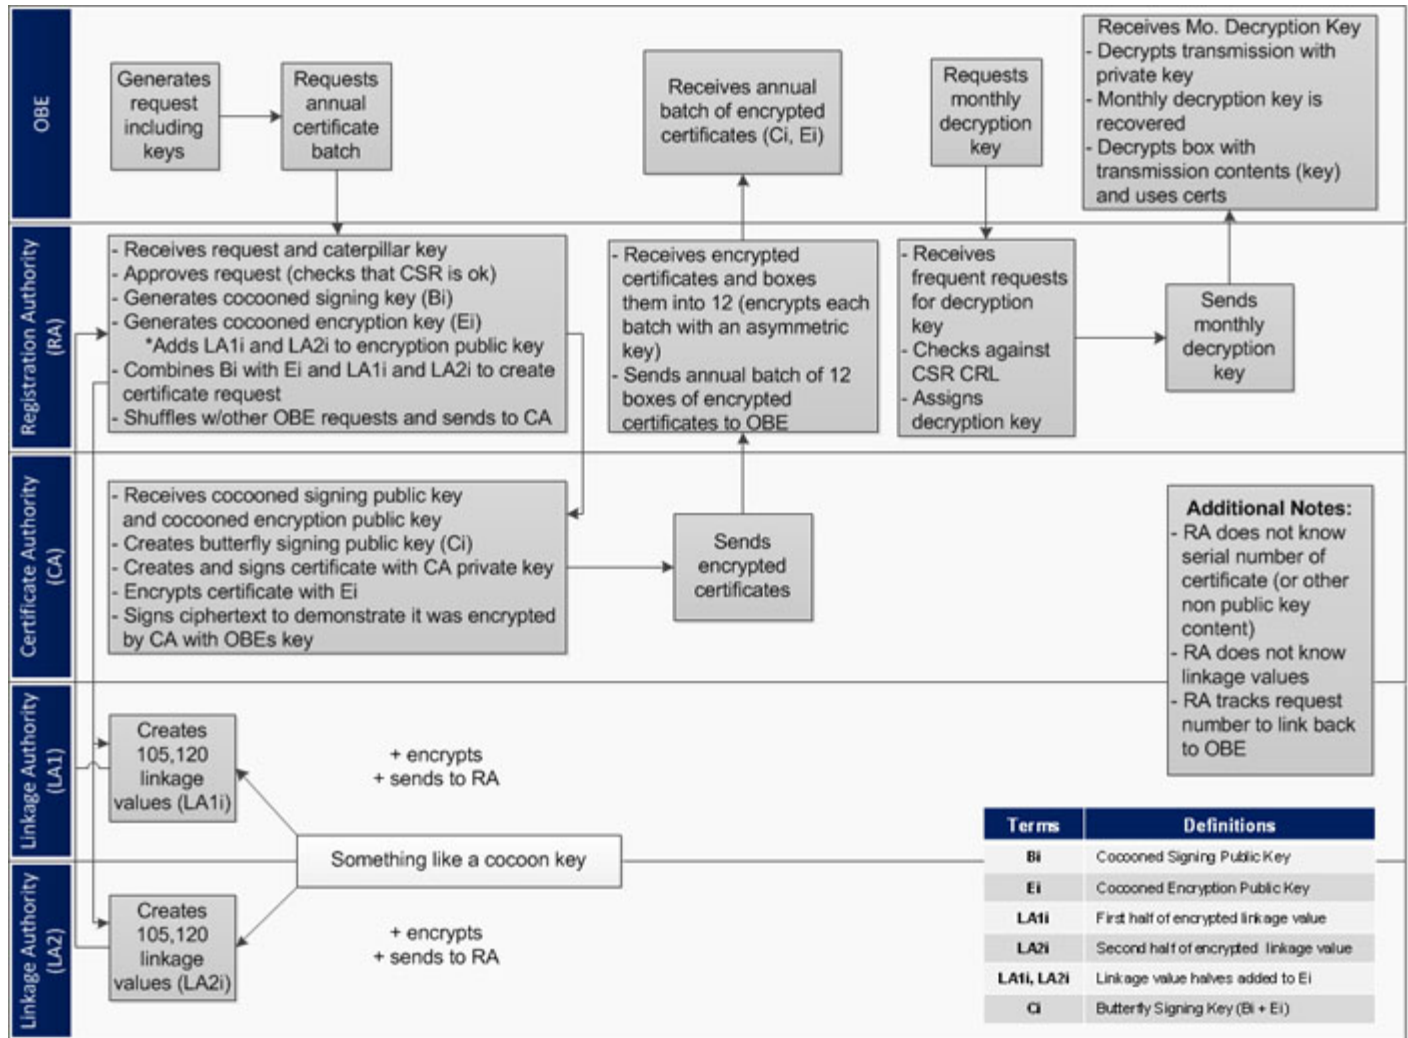 OBE
Generates
request
including
keys
Requests
annual
certificate
batch
Receives annual
batch of encrypted
certificates (Ci, Ei)
Requests
monthly
decryption
key
Receives Mo. Decryption Key
- Decrypts transmission with
private key
- Monthly decryption key is
recovered
- Decrypts box with
transmission contents (key)
and uses certs
Registration Authority
(RA)
- Receives request and caterpillar key
- Approves request (checks that CSR is ok)
- Generates cocooned signing key (Bi)
- Generates cocooned encryption key (Ei)
*Adds LA1i and LA2i to encryption public key
- Combines Bi with Ei and LA1i and LA2i to create
certificate request
- Shuffles w/other OBE requests and sends to CA
- Receives encrypted
certificates and boxes
them into 12 (encrypts each
batch with an asymmetric
key)
- Sends annual batch of 12
boxes of encrypted
certificates to OBE
- Receives
frequent requests
for decryption
key
- Checks against
CSR CRL
- Assigns
decryption key
Sends
monthly
decryption
key
Certificate Authority
(CA)
- Receives cocooned signing public key
and cocooned encryption public key
- Creates butterfly signing public key (Ci)
- Creates and signs certificate with CA private key
- Encrypts certificate with Ei
- Signs ciphertext to demonstrate it was encrypted
by CA with OBEs key
Sends
encrypted
certificates
Additional Notes:
- RA does not know
serial number of
certificate (or other
non public key
content)
- RA does not know
linkage values
- RA tracks request
number to link back
to OBE
Linkage Authority
(LA1)
Creates
105,120
linkage
values (LA1i)
+ encrypts
+ sends to RA
Something like a cocoon key
Linkage Authority
(LA2)
Creates
105,120
linkage
values (LA2i)
+ encrypts
+ sends to RA
Terms Definitions
Bi Cocooned Signing Public Key
Ei Cocooned Encryption Public Key
LA1i First half of encrypted linkage value
LA2i Second half of encrypted linkage value
LA1i, LA2i Linkage value halves added to Ei
Ci Butterfly Signing Key (Bi + Ei)